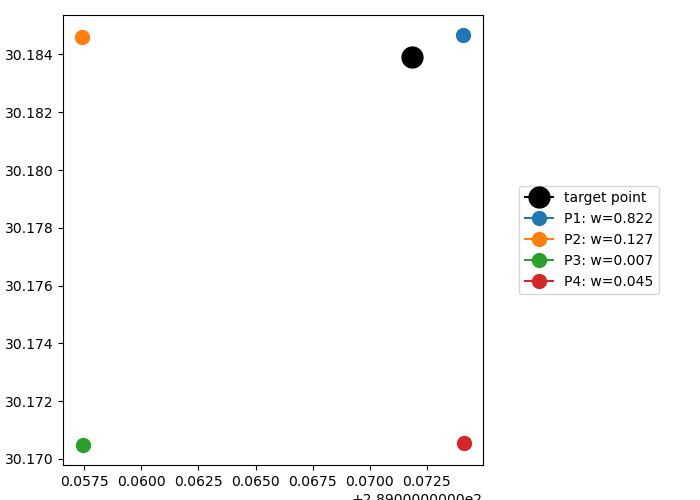 30.184
30.182
30.180
30.178
30.176
30.174
30.172
30.170
0.0575 0.0600 0.0625 0.0650 0.0675 0.0700 0.0725
+2.8900000000e2
target point
P1: w=0.822
P2: w=0.127
P3: w=0.007
P4: w=0.045